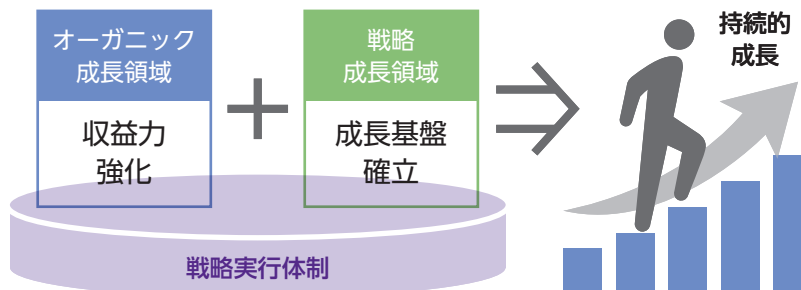 オーガニック
成長領域
収益力
強化
+
戦略
成長領域
成長基盤
確立
持続的
成長
戦略実行体制